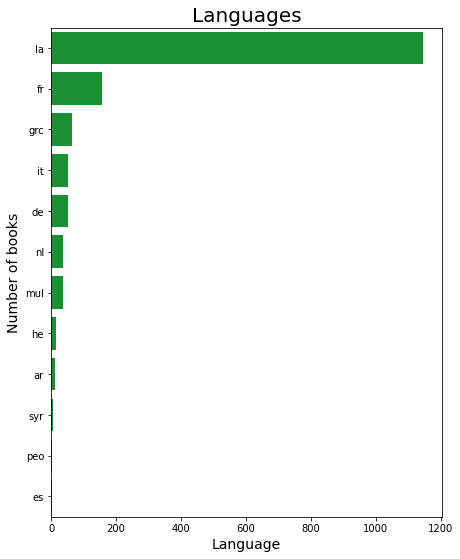 Languages
la
fr
grc
it
de
nl
mul
he
ar
syr
peo
es
Number of books
0 200 400 600 800 1000 1200
Language